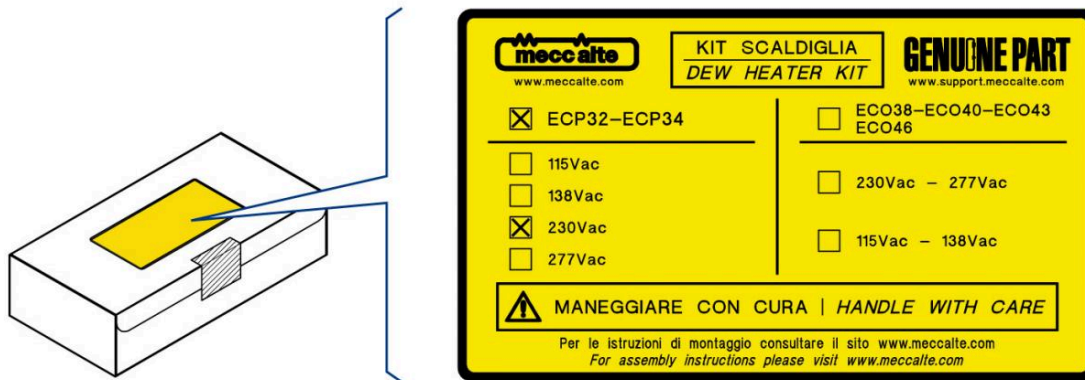 mecc alte
www.meccalte.com
KIT SCALDIGLIA
DEW HEATER KIT
GENUINE PART
www.support.meccalte.com
ECP32-ECP34
115Vac
138Vac
230Vac
277Vac
ECO38-ECO40-ECO43
ECO46
230Vac - 277Vac
115Vac - 138Vac
MANEGGIARE CON CURA | HANDLE WITH CARE
Per le istruzioni di montaggio consultare il sito www.meccalte.com
For assembly instructions please visit www.meccalte.com